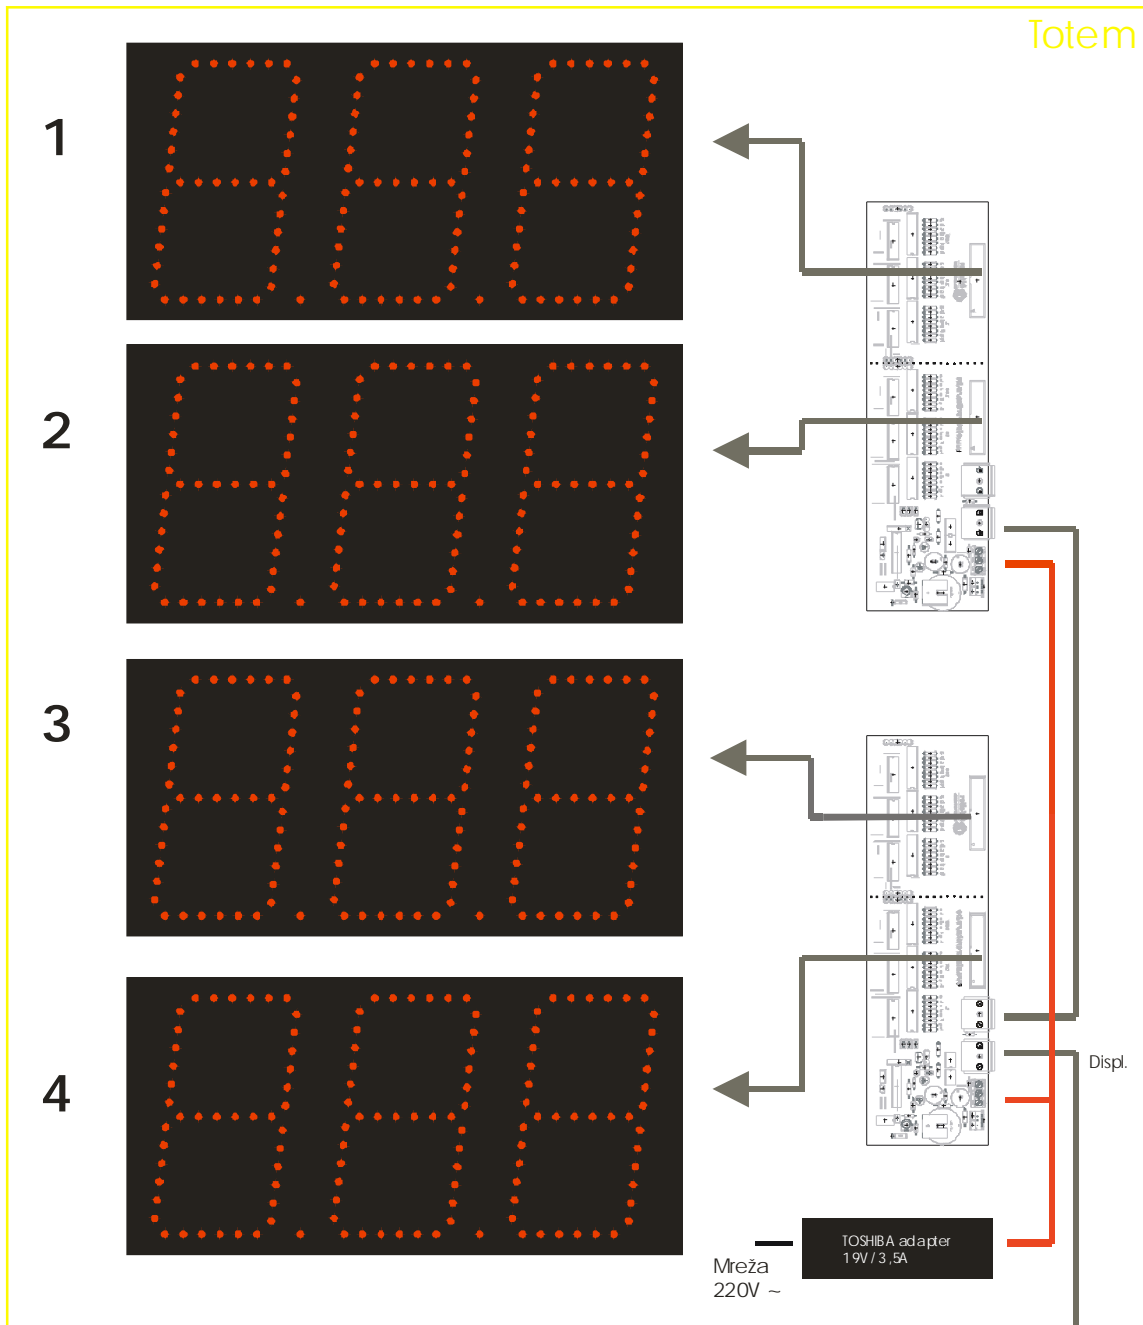 Totem
1
2
3
4
Displ.
TOSHIBA adapter
19V/3,5A
Mreža
220V ~